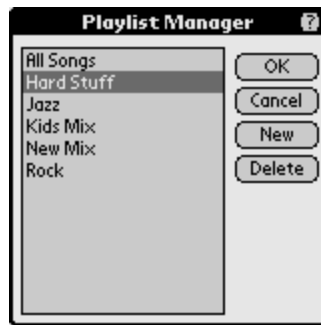 Playlist Manager ?
All Songs
Hard Stuff
Jazz
Kids Mix
New Mix
Rock
OK
Cancel
New
Delete